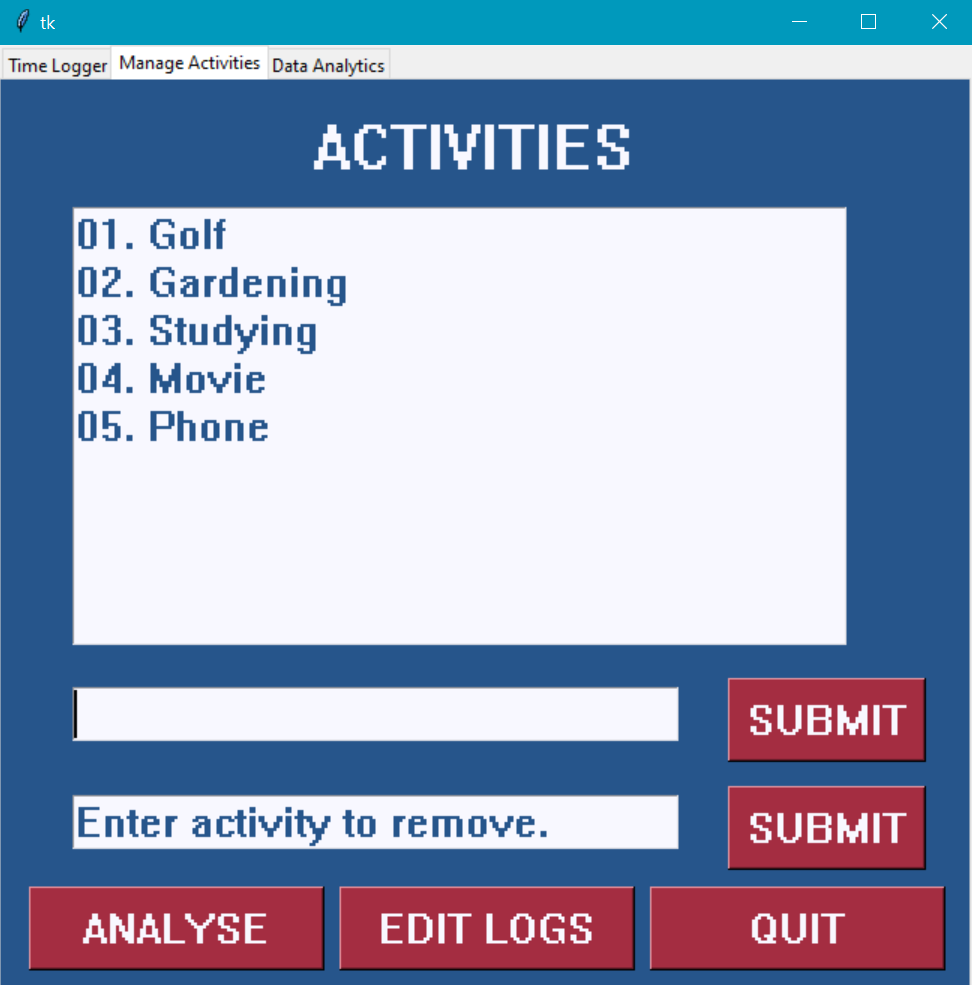 tk
Time Logger Manage Activities Data Analytics
ACTIVITIES
01. Golf
02. Gardening
03. Studying
04. Movie
05. Phone
SUBMIT
Enter activity to remove. SUBMIT
ANALYSE EDIT LOGS QUIT